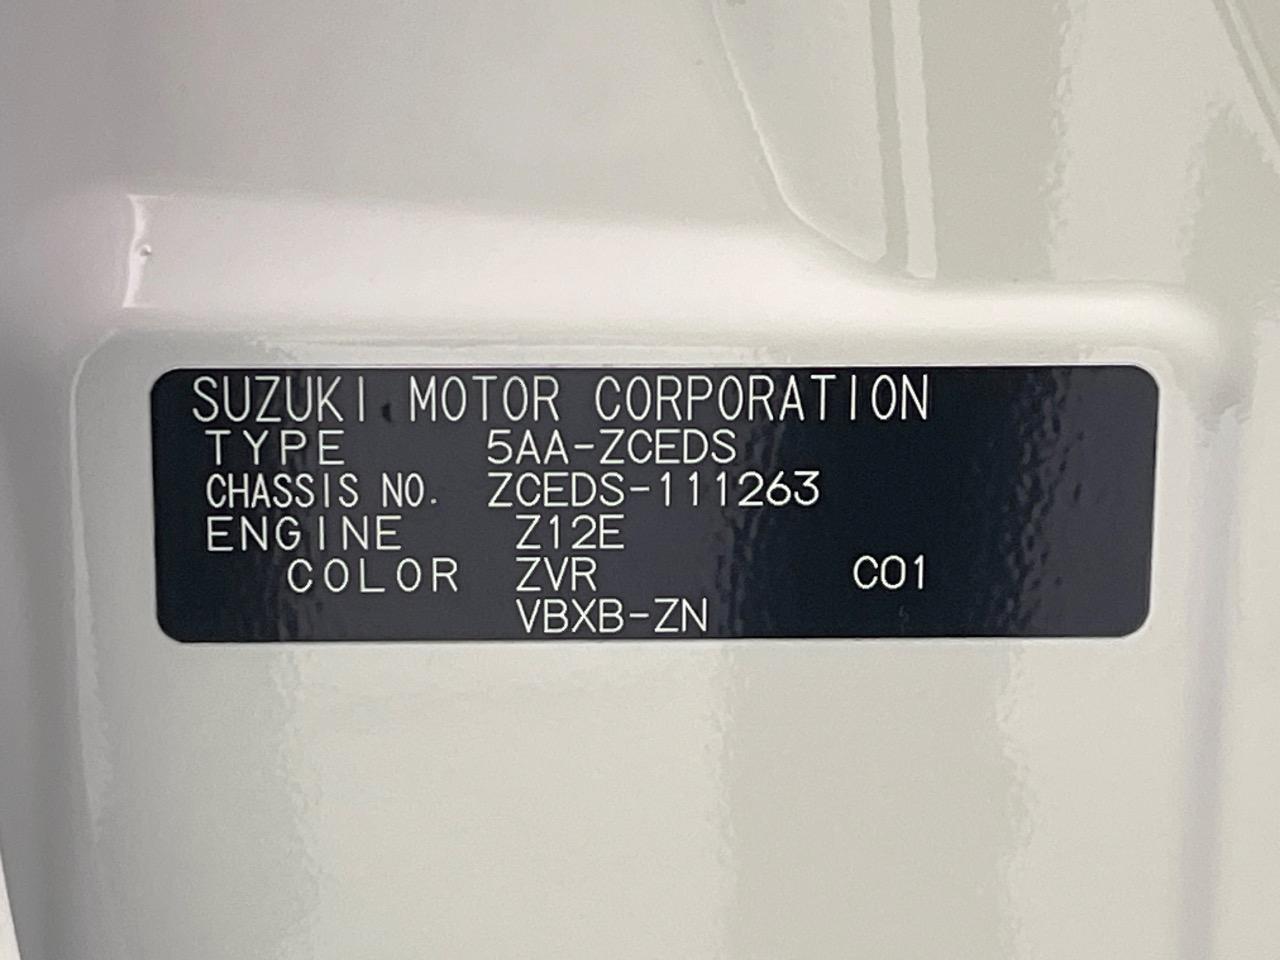 SUZUKI MOTOR CORPORATION
TYPE 5AA-ZCEDS
CHASSIS NO. ZCEDS-111263
ENGINE Z12E
COLOR ZVR C01
VBXB-ZN